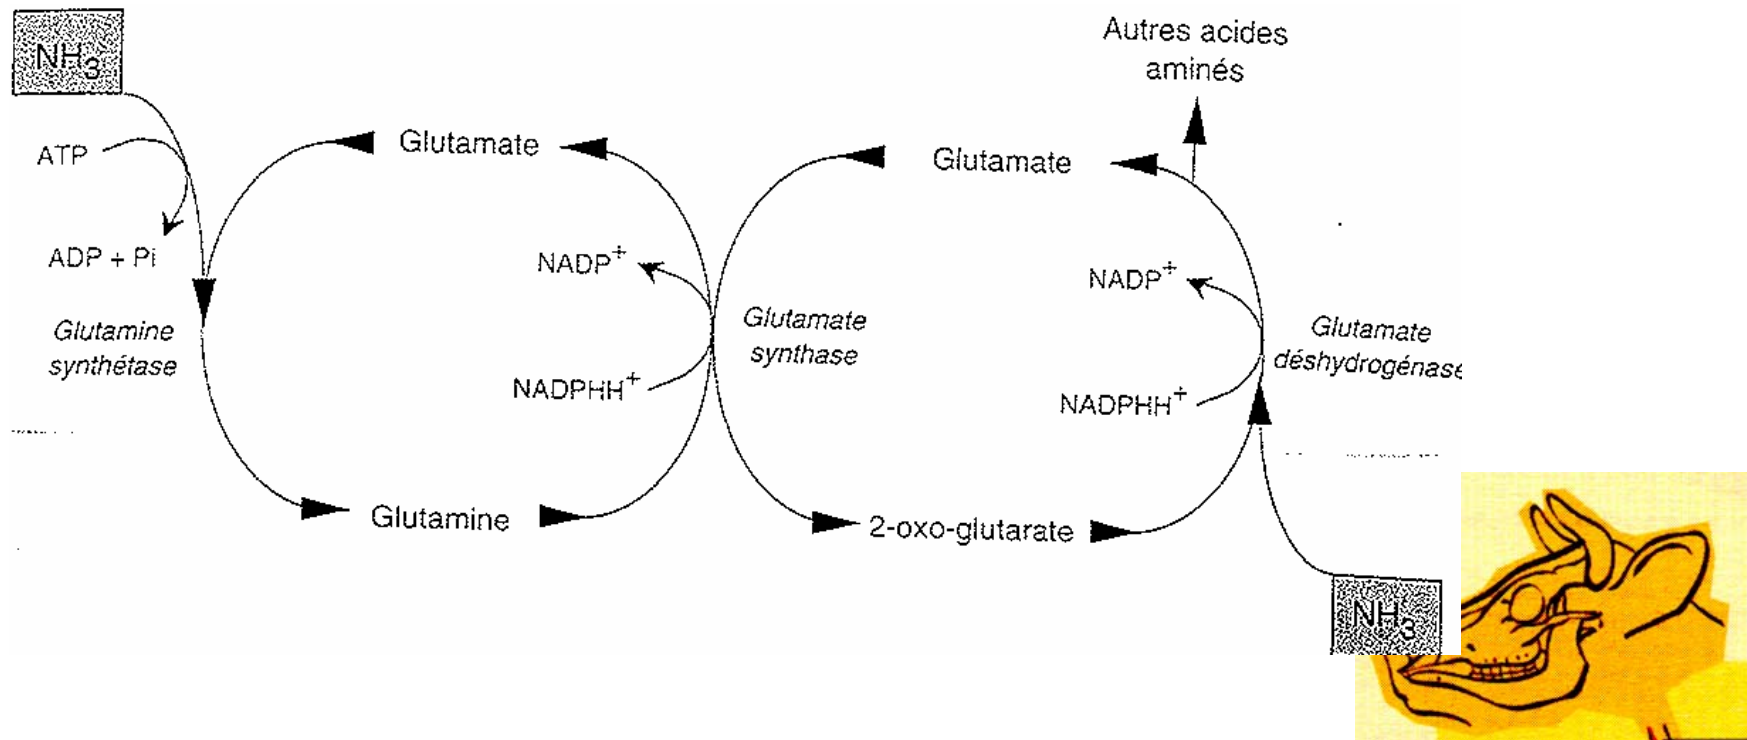 NH3
Autres acides
aminés
ATP
Glutamate
Glutamate
ADP + Pi
NADP+
NADP+
Glutamine
synthétase
Glutamate
synthase
Glutamate
déshydrogénase
NADPHH+
NADPHH+
Glutamine
2-oxo-glutarate
NH3